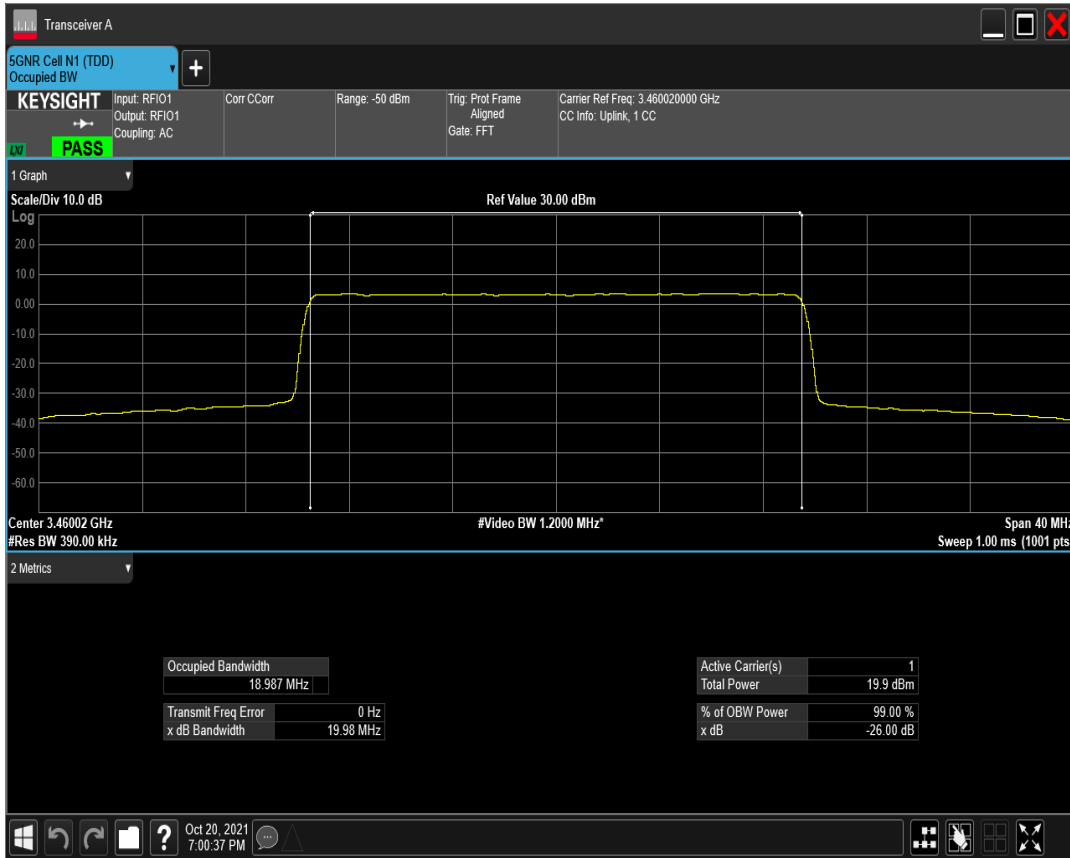 Transceiver A
5GNR Cell N1 (TDD)
Occupied BW
+
KEYSIGHT
LXI
PASS
Input: RFIO1
Output: RFIO1
Coupling: AC
Corr CCorr
Range: -50 dBm
Trig: Prot Frame
Aligned
Gate: FFT
Carrier Ref Freq: 3.460020000 GHz
CC Info: Uplink, 1 CC
1 Graph
Scale/Div 10.0 dB
Ref Value 30.00 dBm
Log
20.0
10.0
0.00
-10.0
-20.0
-30.0
-40.0
-50.0
-60.0
Center 3.46002 GHz
#Video BW 1.2000 MHz*
Span 40 MHz
#Res BW 390.00 kHz
Sweep 1.00 ms (1001 pts
2 Metrics
Occupied Bandwidth
18.987 MHz
Transmit Freq Error 0 Hz
x dB Bandwidth 19.98 MHz
Active Carrier(s) 1
Total Power 19.9 dBm
% of OBW Power 99.00 %
x dB -26.00 dB
?
Oct 20, 2021
7:00:37 PM